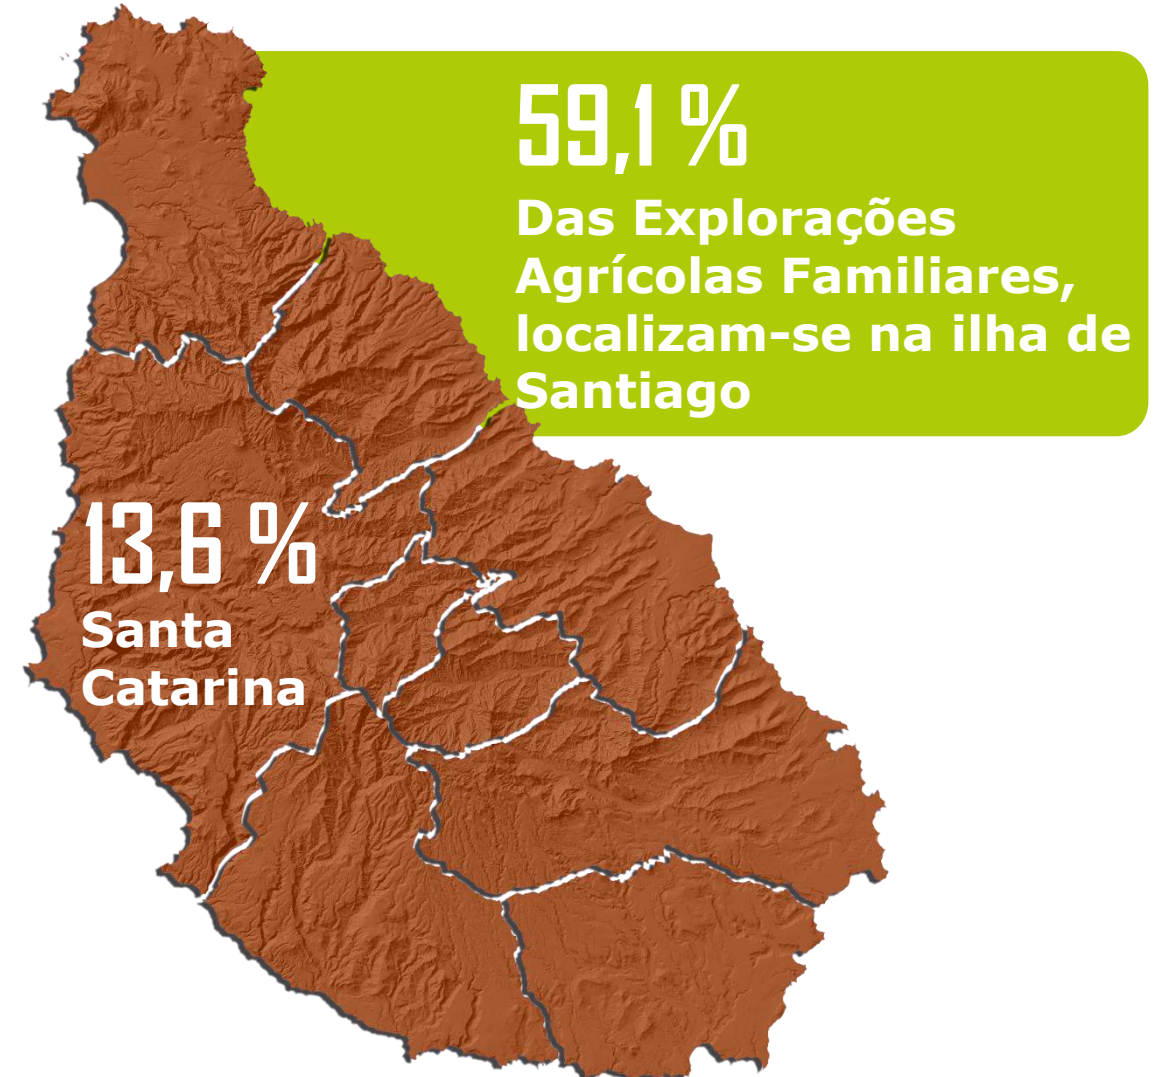 59,1 %
Das Explorações
Agrícolas Familiares,
localizam-se na ilha de
Santiago
13,6 %
Santa
Catarina